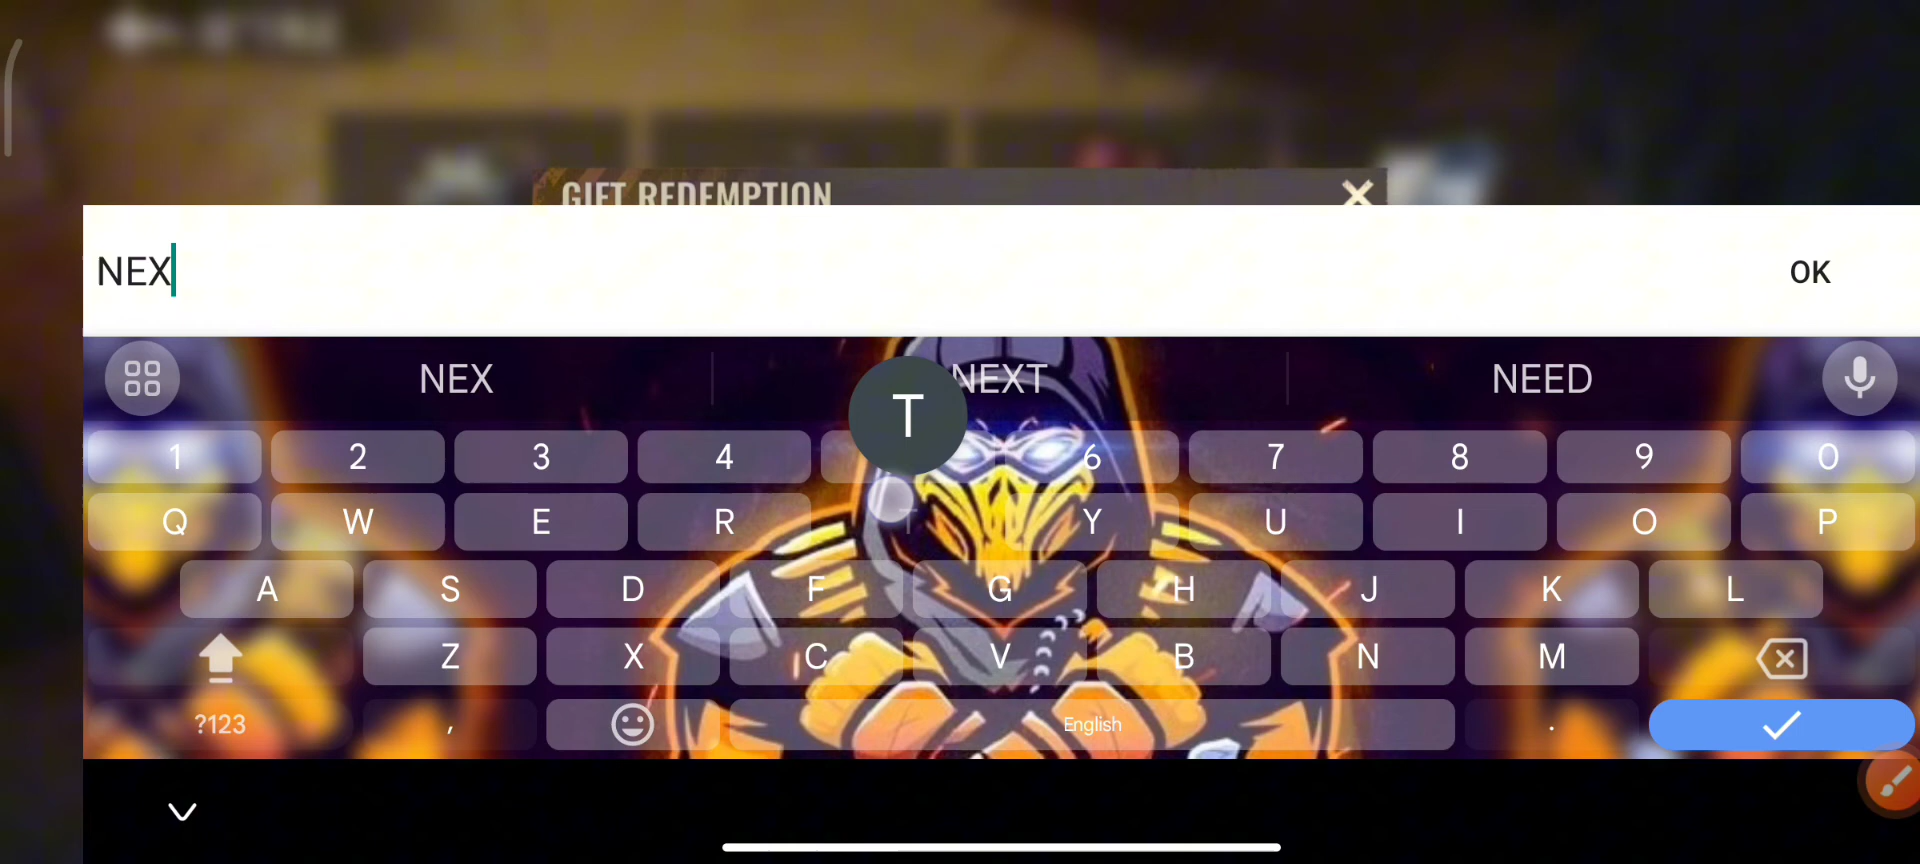 GIFT REDEMPTION
NEX
OK
NEX NEXT NEED
T
1 2 3 4 6 7 8 9 0
Q W E R T Y U I O P
A S D F G H J K L
Z X C V B N M
?123 , English .